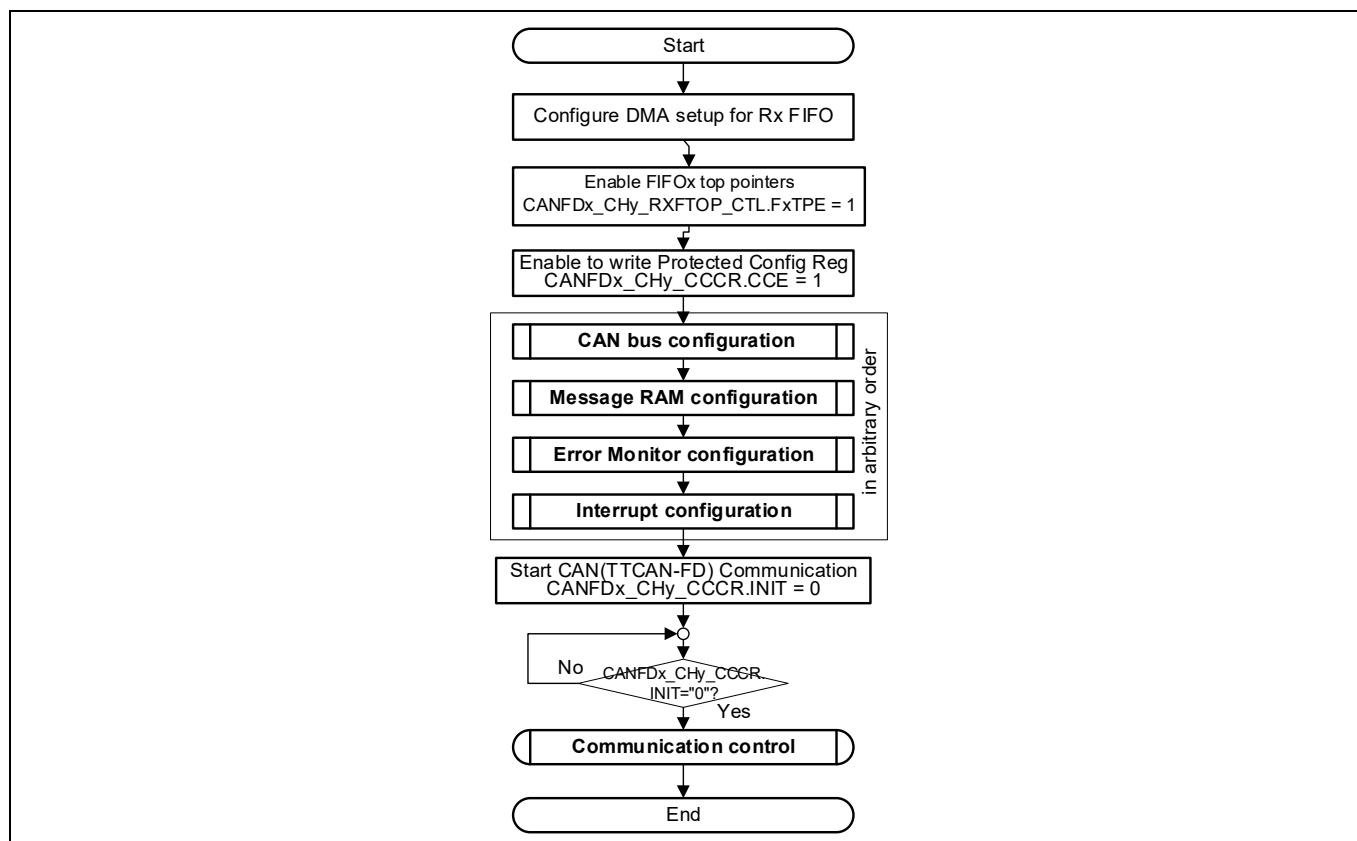 Start
Configure DMA setup for Rx FIFO
Enable FIFOx top pointers
CANFDx_CHy_RXFTOP_CTL.FxTPE = 1
Enable to write Protected Config Reg
CANFDx_CHy_CCCR.CCE = 1
CAN bus configuration
Message RAM configuration
Error Monitor configuration
Interrupt configuration
in arbitrary order
Start CAN(TTCAN-FD) Communication
CANFDx_CHy_CCCR.INIT = 0
No
CANFDx_CHy_CCCR.
INIT="0"?
Yes
Communication control
End